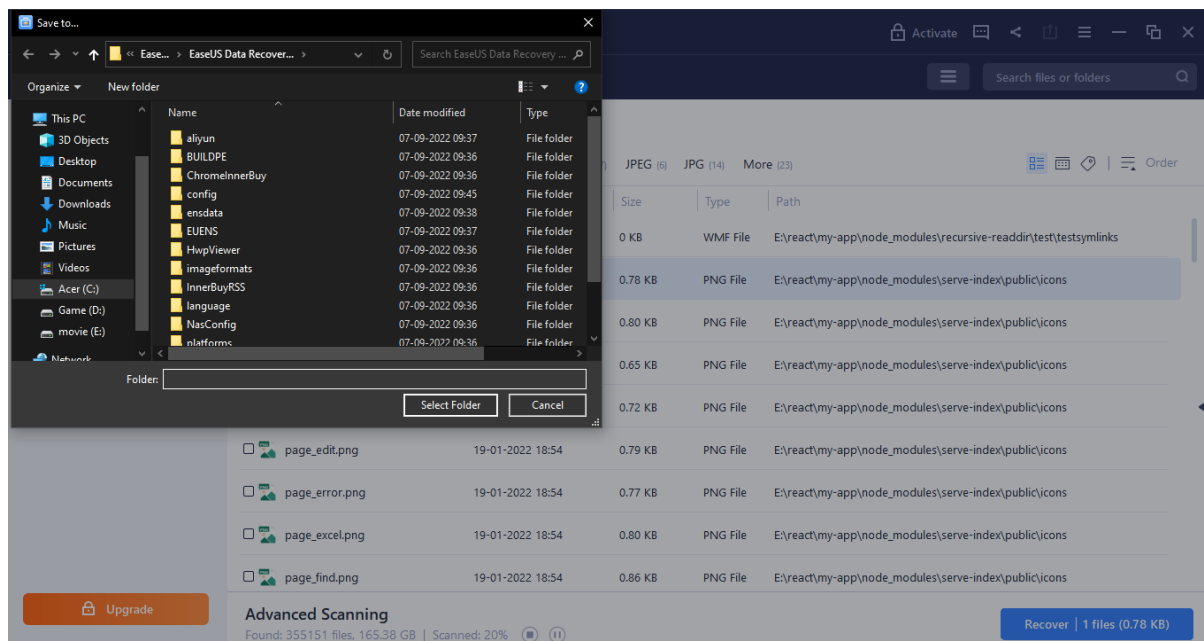 Save to...
Activate
« Ease... > EaseUS Data Recover... >
Search EaseUS Data Recovery ...
Search files or folders
Organize
New folder
This PC
3D Objects
Desktop
Documents
Downloads
Music
Pictures
Videos
Acer (C:)
Game (D:)
movie (E:)
Network
Name Date modified Type
aliyun 07-09-2022 09:37 File folder
BUILDPE 07-09-2022 09:36 File folder
ChromeInnerBuy 07-09-2022 09:36 File folder
config 07-09-2022 09:45 File folder
ensdata 07-09-2022 09:38 File folder
EUENS 07-09-2022 09:37 File folder
HwpViewer 07-09-2022 09:36 File folder
imageformats 07-09-2022 09:36 File folder
InnerBuyRSS 07-09-2022 09:36 File folder
language 07-09-2022 09:36 File folder
NasConfig 07-09-2022 09:36 File folder
platforms 07-09-2022 09:36 File folder
Folder:
Select Folder Cancel
JPEG (6) JPG (14) More (23)
Order
Size Type Path
0 KB WMF File E:\react\my-app\node_modules\recursive-readdir\test\testsymlinks
0.78 KB PNG File E:\react\my-app\node_modules\serve-index\public\icons
0.80 KB PNG File E:\react\my-app\node_modules\serve-index\public\icons
0.65 KB PNG File E:\react\my-app\node_modules\serve-index\public\icons
0.72 KB PNG File E:\react\my-app\node_modules\serve-index\public\icons
page_edit.png 19-01-2022 18:54 0.79 KB PNG File E:\react\my-app\node_modules\serve-index\public\icons
page_error.png 19-01-2022 18:54 0.77 KB PNG File E:\react\my-app\node_modules\serve-index\public\icons
page_excel.png 19-01-2022 18:54 0.80 KB PNG File E:\react\my-app\node_modules\serve-index\public\icons
page_find.png 19-01-2022 18:54 0.86 KB PNG File E:\react\my-app\node_modules\serve-index\public\icons
Upgrade
Advanced Scanning
Found: 355151 files, 165.38 GB | Scanned: 20%
Recover | 1 files (0.78 KB)